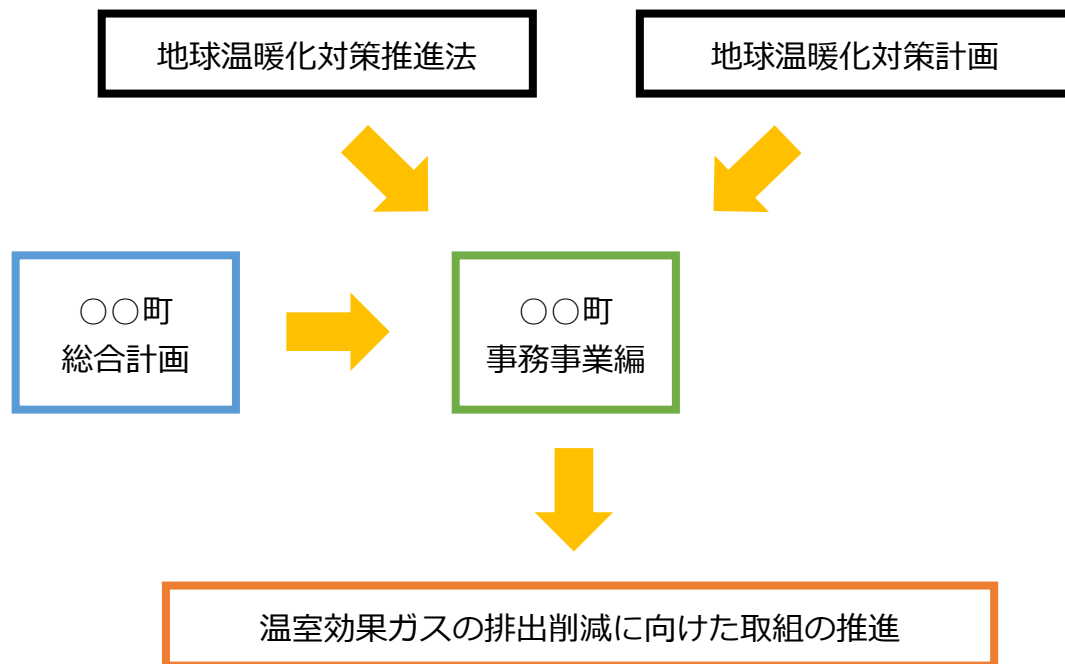 地球温暖化対策推進法
地球温暖化対策計画
○○町
総合計画
○○町
事務事業編
温室効果ガスの排出削減に向けた取組の推進